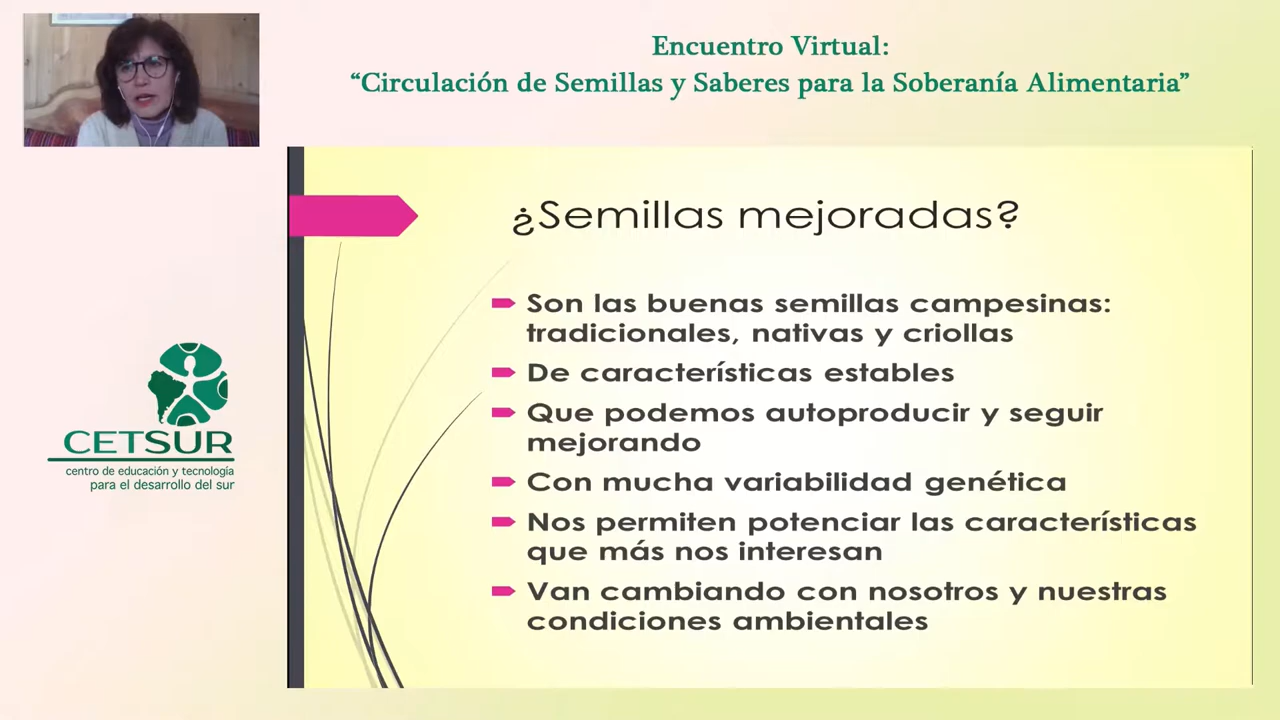 Encuentro Virtual:
“Circulación de Semillas y Saberes para la Soberanía Alimentaria”
¿Semillas mejoradas?
Son las buenas semillas campesinas:
tradicionales, nativas y criollas
De características estables
Que podemos autoproducir y seguir
mejorando
Con mucha variabilidad genética
Nos permiten potenciar las características
que más nos interesan
Van cambiando con nosotros y nuestras
condiciones ambientales
CETSUR
centro de educación y tecnología
para el desarrollo del sur